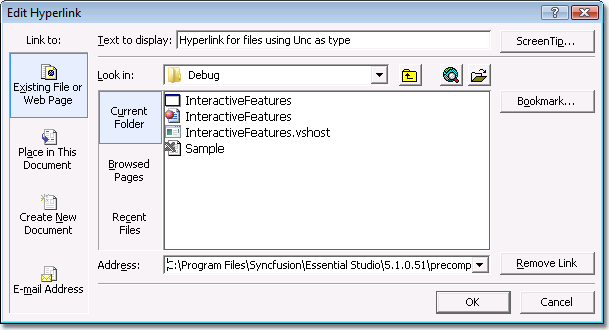 Edit Hyperlink
Link to:
Text to display: Hyperlink for files using Unc as type
ScreenTip...
Existing File or
Web Page
Look in: Debug
Bookmark...
Current
Folder
InteractiveFeatures
InteractiveFeatures
InteractiveFeatures.vshost
Sample
Place in This
Document
Browsed
Pages
Create New
Document
Recent
Files
E-mail Address
Address: C:\Program Files\Syncfusion\Essential Studio\5.1.0.51\precomp
Remove Link
OK
Cancel